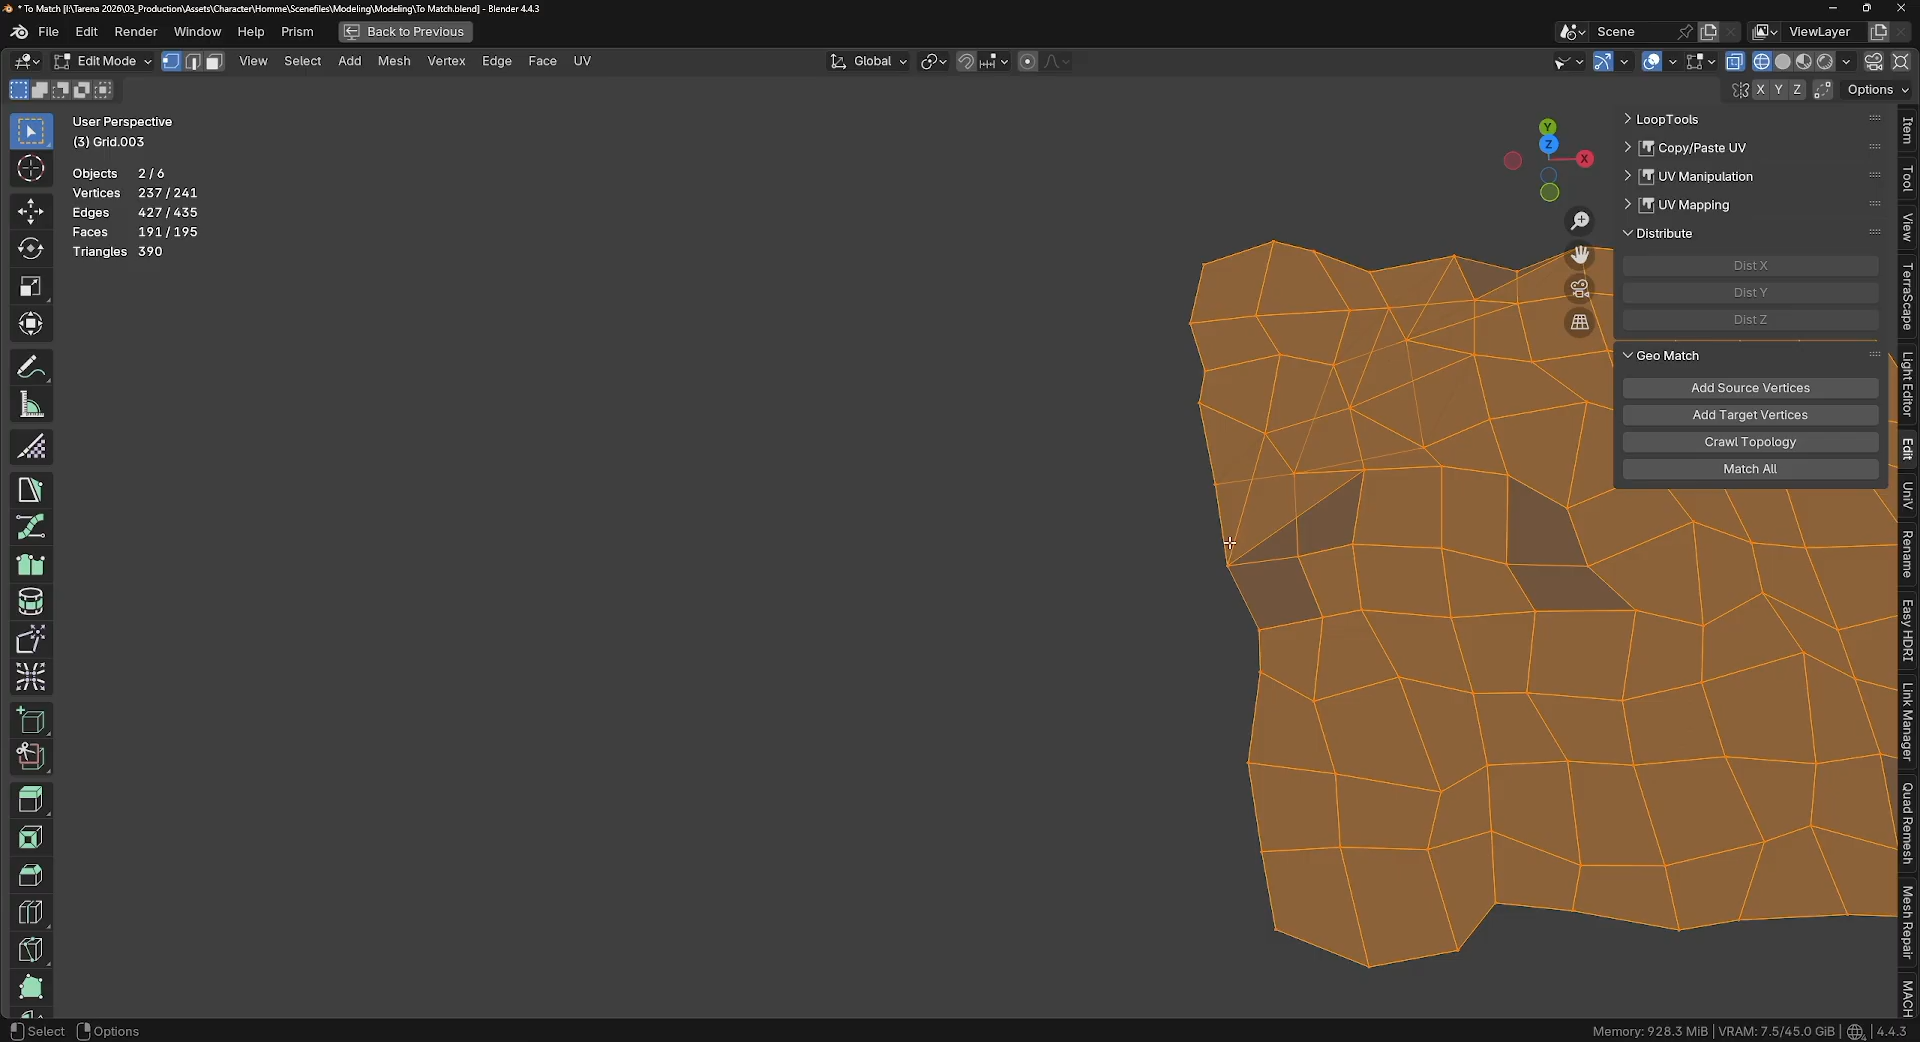 * To Match [I:\Tarena 2026\03_Production\Assets\Character\Homme\Scenefiles\Modeling\Modeling\To Match.blend] - Blender 4.4.3
File Edit Render Window Help Prism Back to Previous Scene ViewLayer
Edit Mode View Select Add Mesh Vertex Edge Face UV Global
X Y Z Options
User Perspective
(3) Grid.003
Objects 2 / 6
Vertices 237 / 241
Edges 427 / 435
Faces 191 / 195
Triangles 390
Y
Z
X
LoopTools
Copy/Paste UV
UV Manipulation
UV Mapping
Distribute
Dist X
Dist Y
Dist Z
Geo Match
Add Source Vertices
Add Target Vertices
Crawl Topology
Match All
Item
Tool
View
TerraScape
Light Editor
Edit
UniV
Rename
Easy HDRI
Link Manager
Quad Remesh
Mesh Repair
MACH
Select Options Memory: 928.3 MiB | VRAM: 7.5/45.0 GiB | 4.4.3